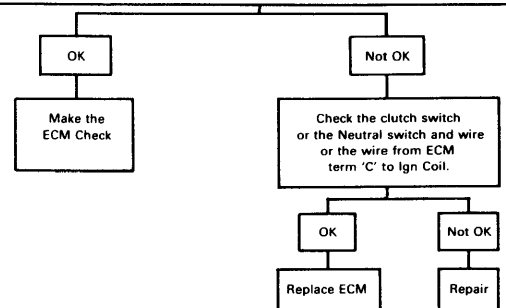 OK
Not OK
Make the
ECM Check
Check the clutch switch
or the Neutral switch and wire
or the wire from ECM
term 'C' to Ign Coil.
OK
Not OK
Replace ECM
Repair